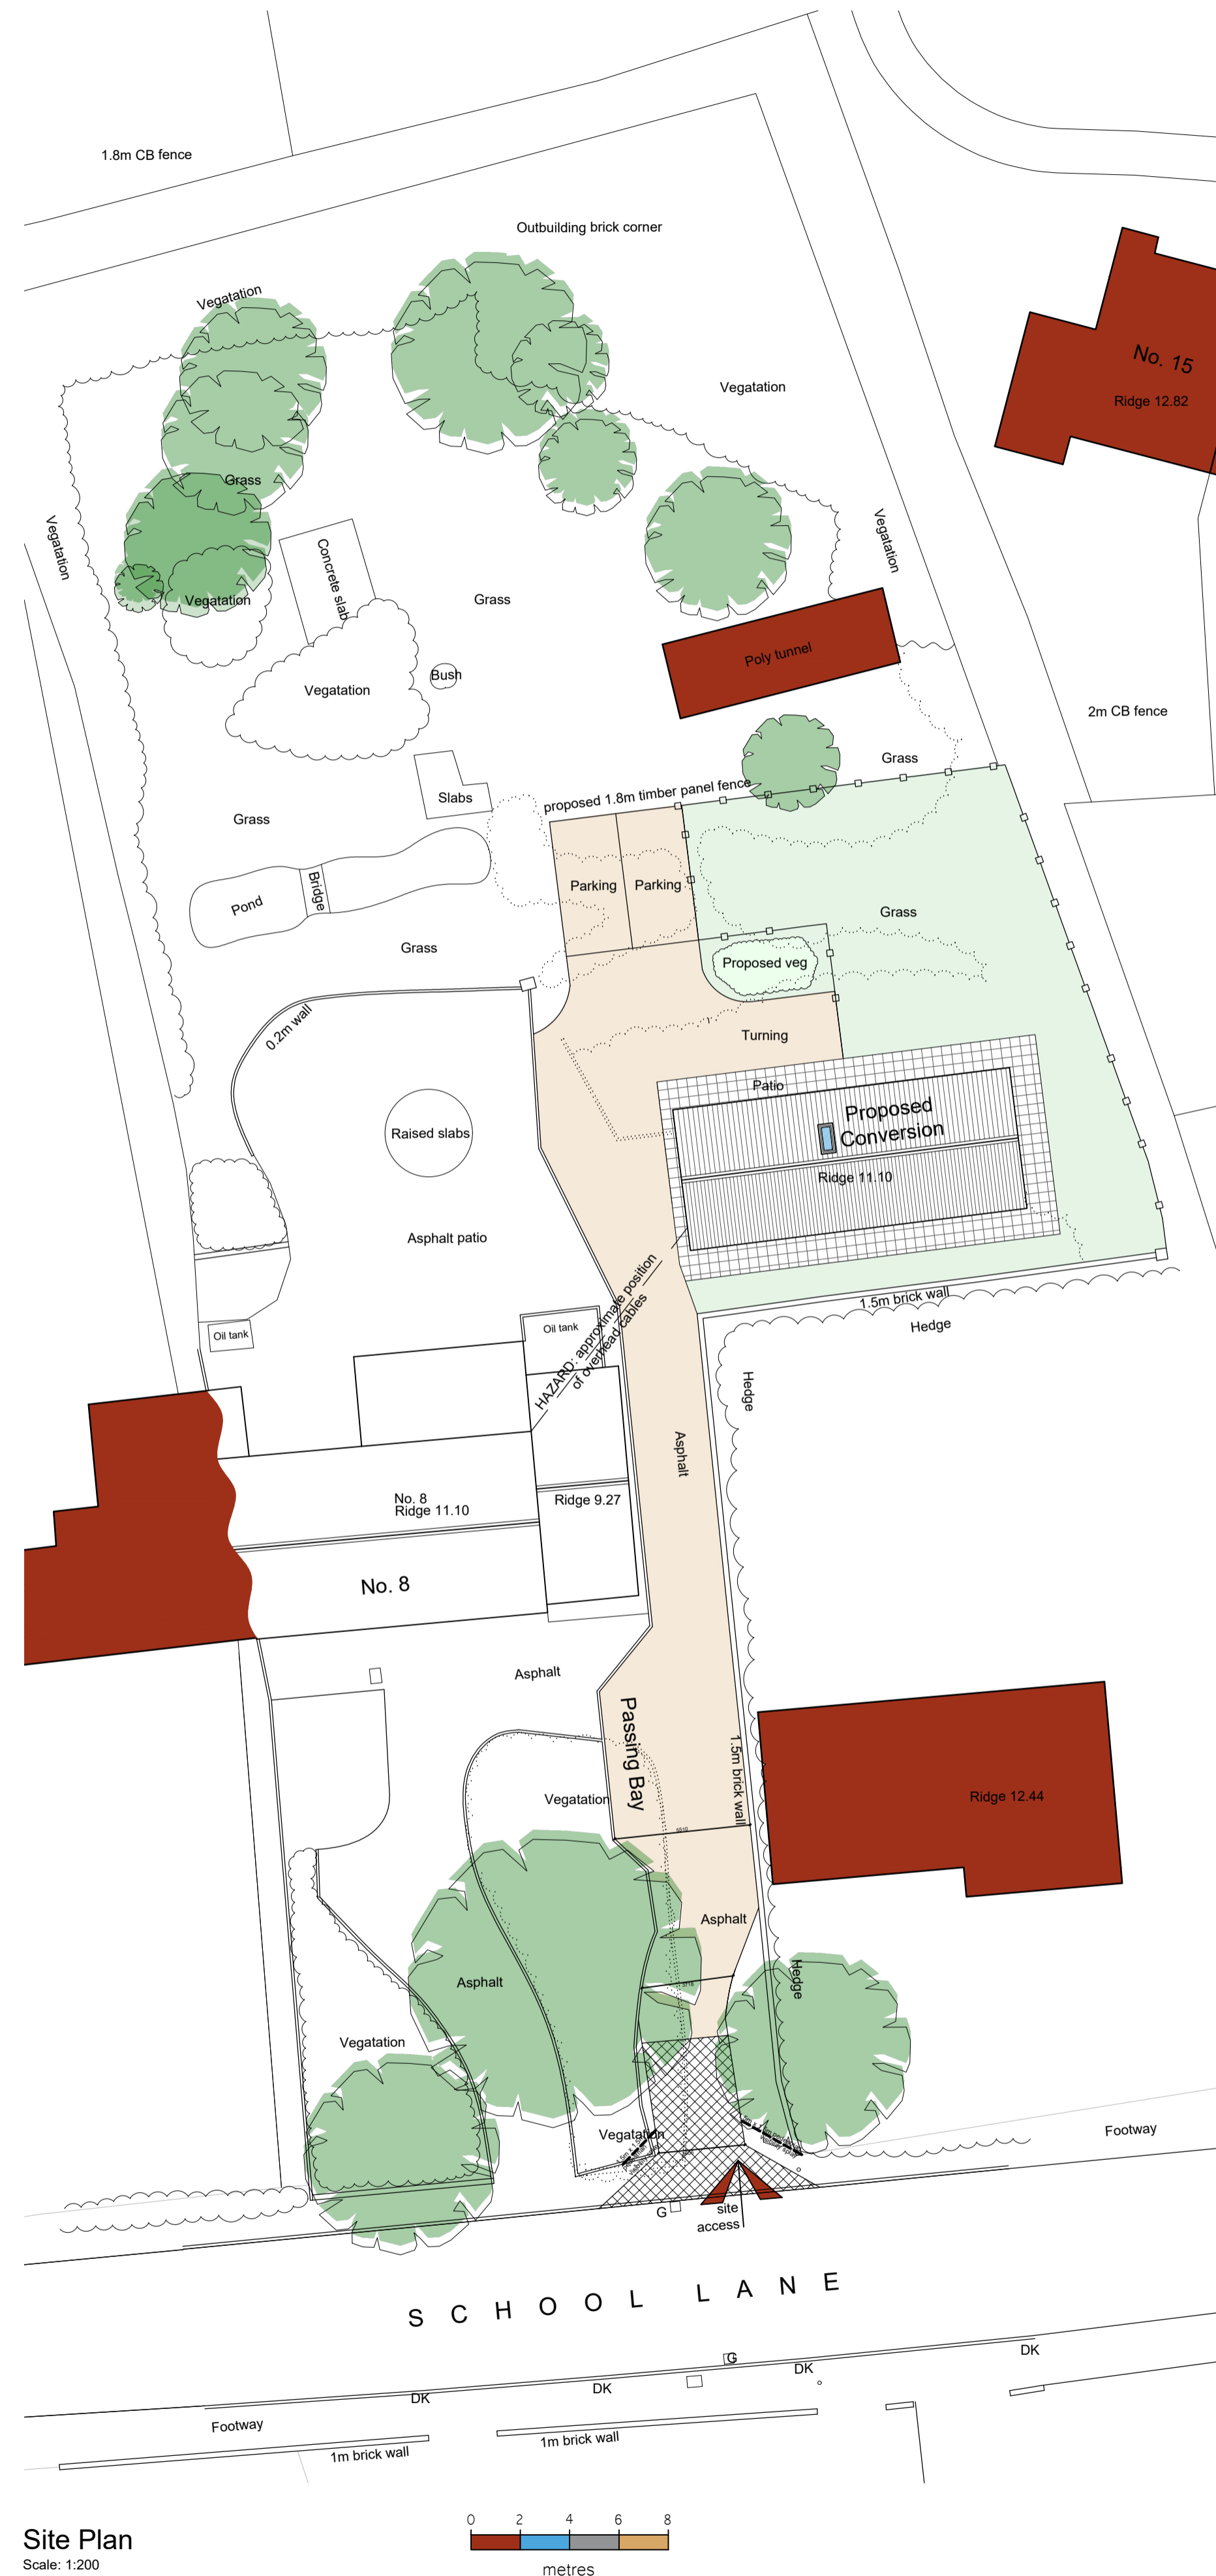 1.8m CB fence
Outbuilding brick corner
Vegatation
No. 15
Ridge 12.82
Vegatation
Grass
Vegatation
Vegatation
Concrete slab
Vegatation
Grass
Poly tunnel
Vegatation
Bush
2m CB fence
Grass
proposed 1.8m timber panel fence
Slabs
Grass
Parking
Parking
Pond
Bridge
Grass
Grass
Proposed veg
0.2m wall
Turning
Patio
Proposed
Conversion
Raised slabs
Ridge 11.10
Asphalt patio
HAZARD: approximate position
of overhead cables
1.5m brick wall
Hedge
Oil tank
Oil tank
Hedge
Asphalt
No. 8
Ridge 11.10
Ridge 9.27
No. 8
Asphalt
Passing Bay
1.5m brick wall
Vegatation
Ridge 12.44
Asphalt
Asphalt
Hedge
Vegatation
Vegatation
Footway
G
site
access
SCHOOL LANE
G
DK
DK
DK
DK
Footway
1m brick wall
1m brick wall
Site Plan
Scale: 1:200
0 2 4 6 8
metres